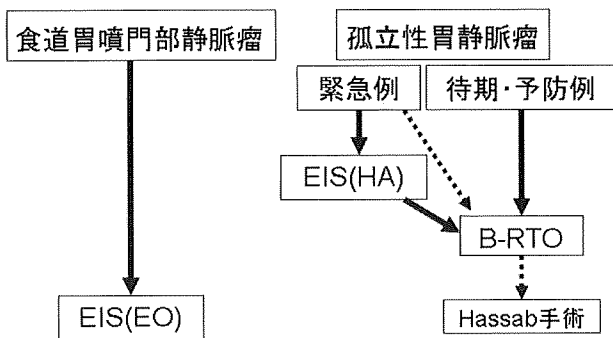 食道胃噴門部静脈瘤
孤立性胃静脈瘤
緊急例
待期・予防例
EIS(HA)
B-RTO
EIS(EO)
Hassab手術